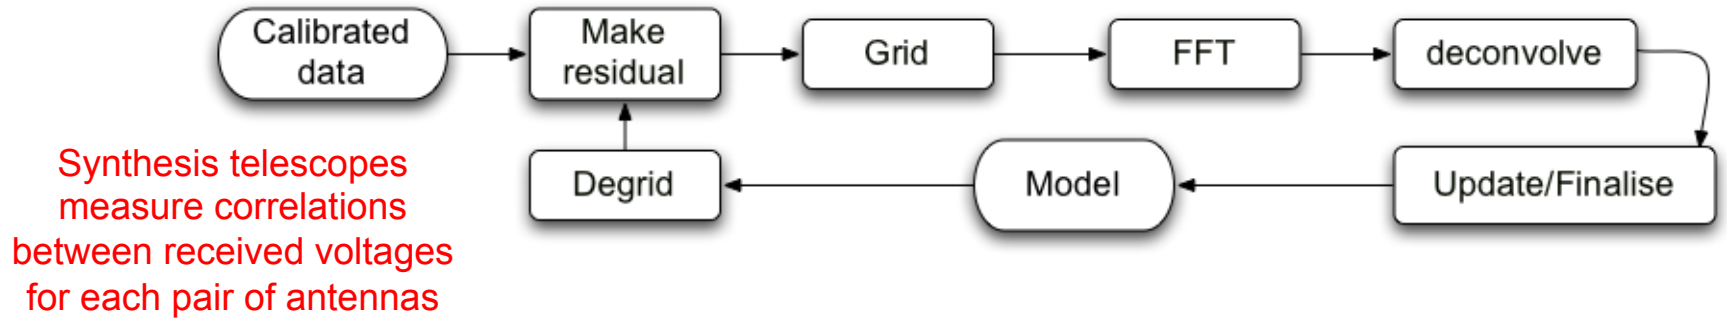 Calibrated
data
Make
residual
Grid
FFT
deconvolve
Degrid
Model
Update/Finalise
Synthesis telescopes
measure correlations
between received voltages
for each pair of antennas